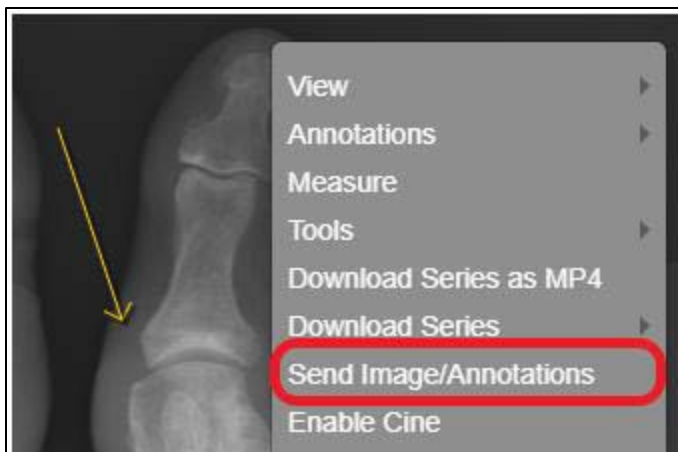 View
Annotations
Measure
Tools
Download Series as MP4
Download Series
Send Image/Annotations
Enable Cine